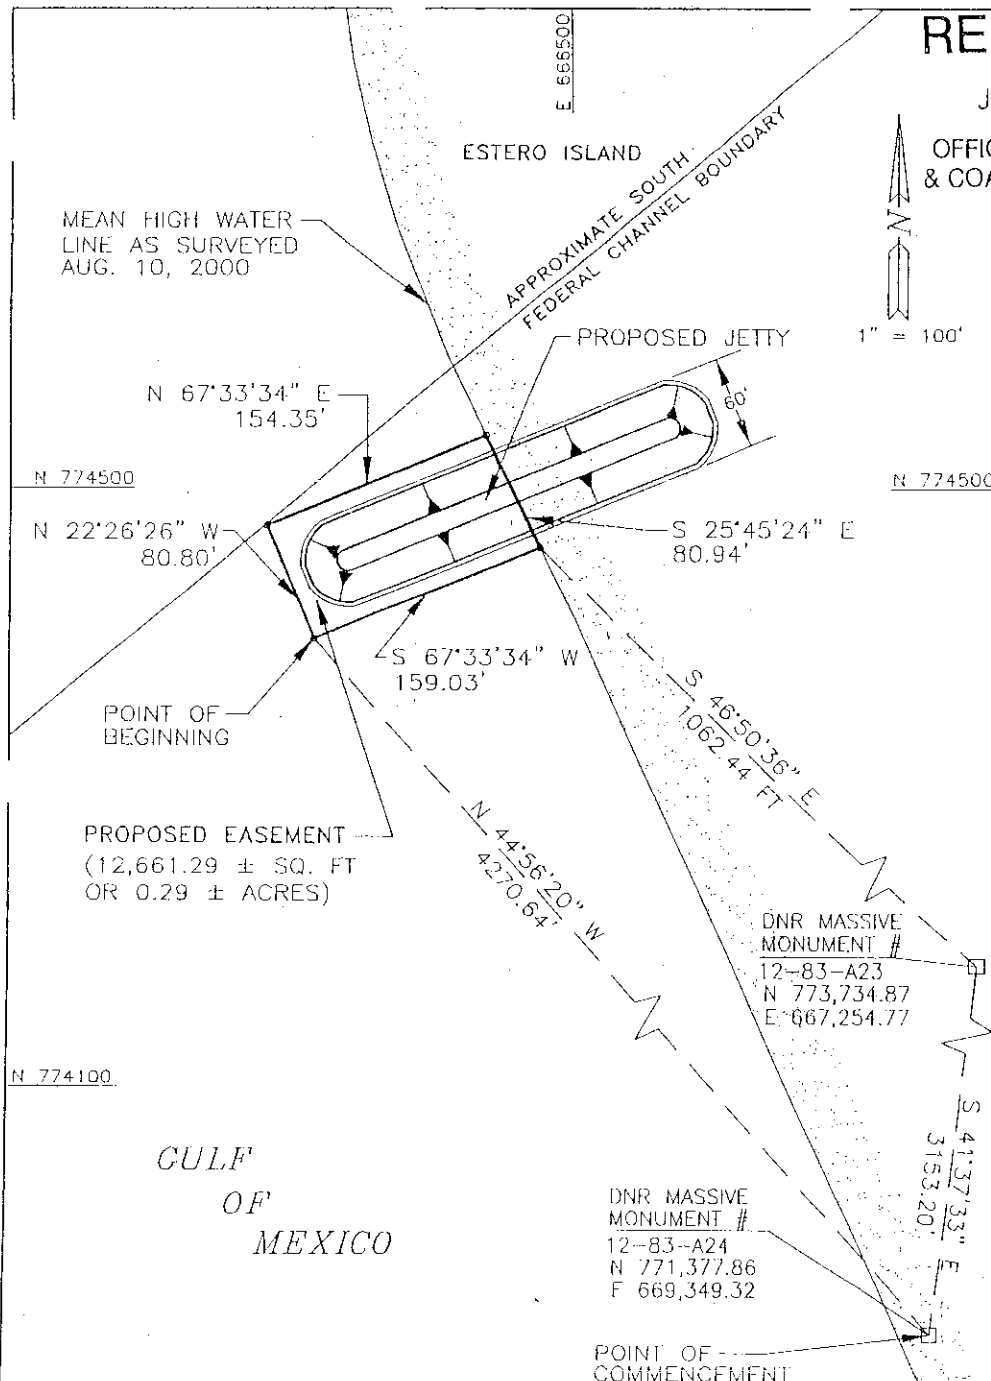 RE
J
OFFIC
& COA
E 666500
ESTERO ISLAND
MEAN HIGH WATER
LINE AS SURVEYED
AUG. 10, 2000
APPROXIMATE SOUTH
FEDERAL CHANNEL BOUNDARY
N
1" = 100'
PROPOSED JETTY
60'
N 67°33'34" E
154.35'
N 774500
N 774500
N 22°26'26" W
80.80'
S 25°45'24" E
80.94'
S 67°33'34" W
159.03'
POINT OF
BEGINNING
S 46°50'36" E
1062.44 FT
PROPOSED EASEMENT
(12,661.29 ± SQ. FT
OR 0.29 ± ACRES)
N 44°56'20" W
4270.64'
DNR MASSIVE
MONUMENT #
12-83-A23
N 773,734.87
E 667,254.77
N 774100
S 41°37'33" E
3153.20'
GULF
OF
MEXICO
DNR MASSIVE
MONUMENT #
12-83-A24
N 771,377.86
E 669,349.32
POINT OF
COMMENCEMENT